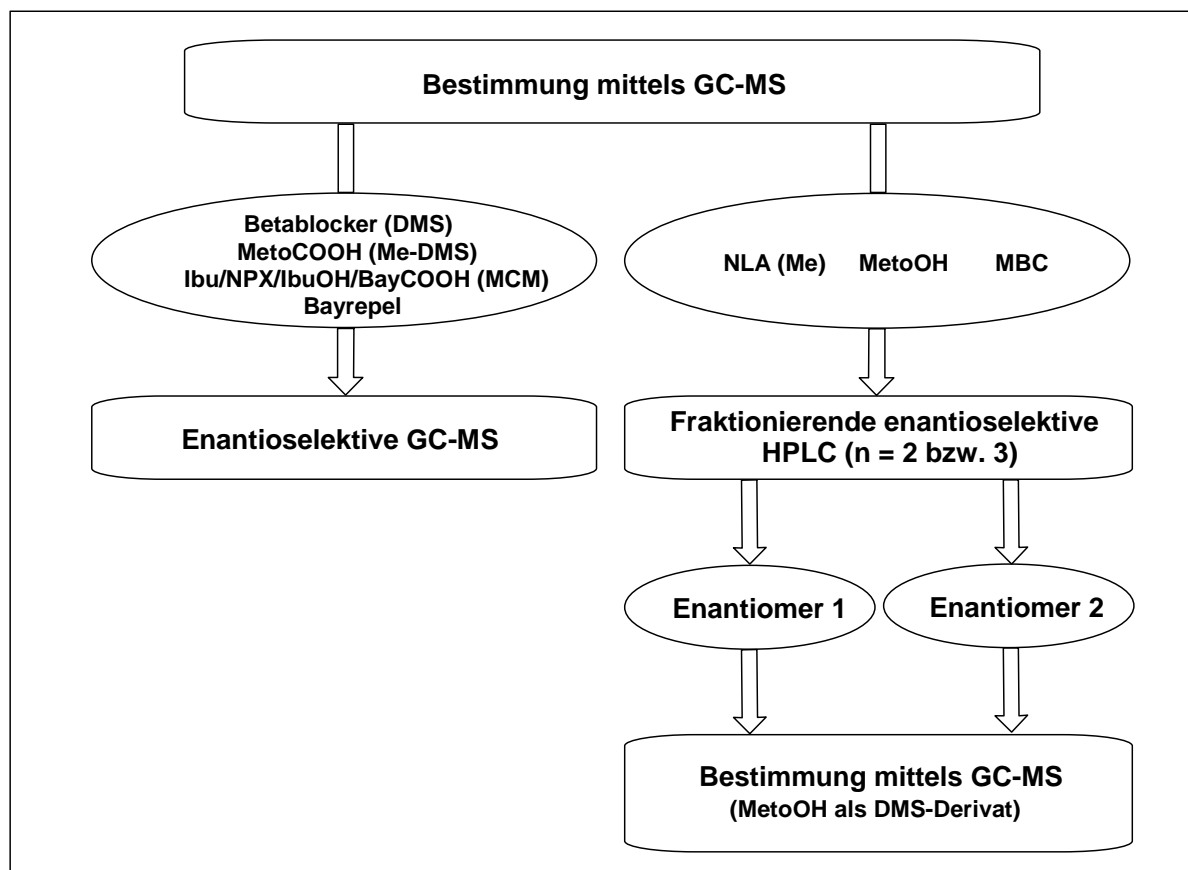 Bestimmung mittels GC-MS
Betablocker (DMS)
MetoCOOH (Me-DMS)
Ibu/NPX/IbuOH/BayCOOH (MCM)
Bayrepel
NLA (Me) MetoOH MBC
Enantioselektive GC-MS
Fraktionierende enantioselektive
HPLC (n = 2 bzw. 3)
Enantiomer 1
Enantiomer 2
Bestimmung mittels GC-MS
(MetoOH als DMS-Derivat)